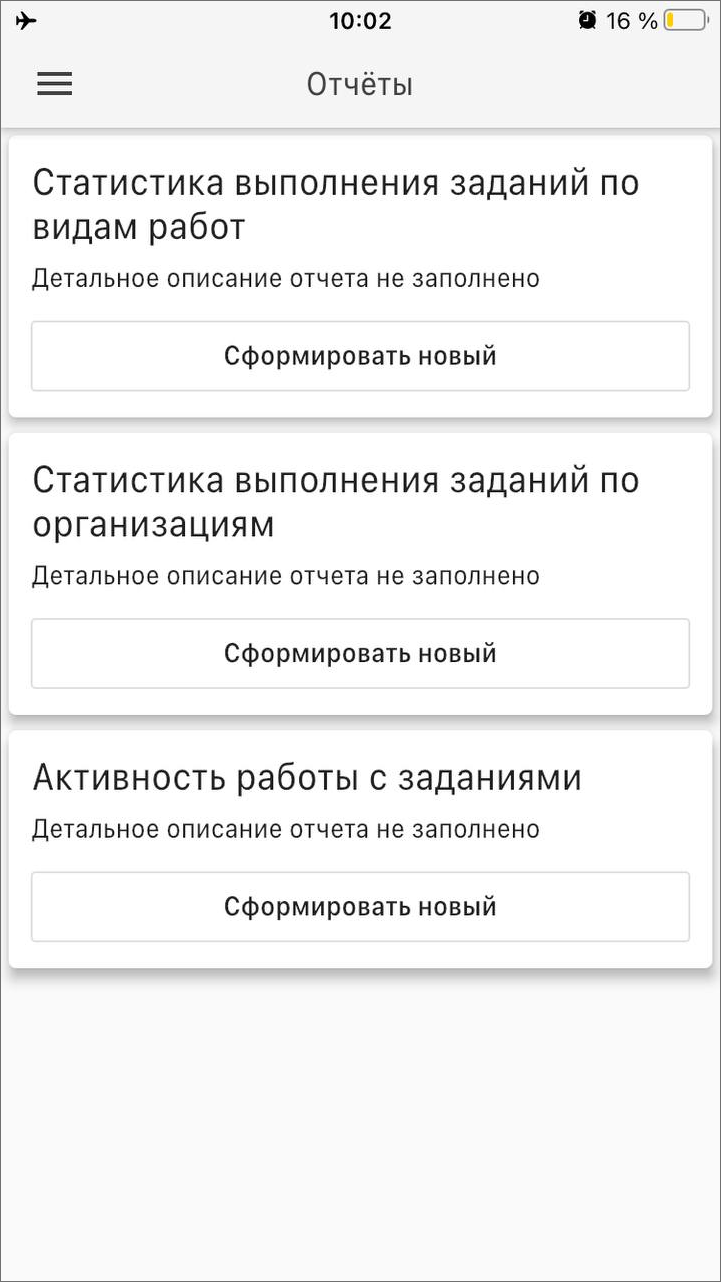 10:02
16 %
Отчёты
Статистика выполнения заданий по
видам работ
Детальное описание отчета не заполнено
Сформировать новый
Статистика выполнения заданий по
организациям
Детальное описание отчета не заполнено
Сформировать новый
Активность работы с заданиями
Детальное описание отчета не заполнено
Сформировать новый